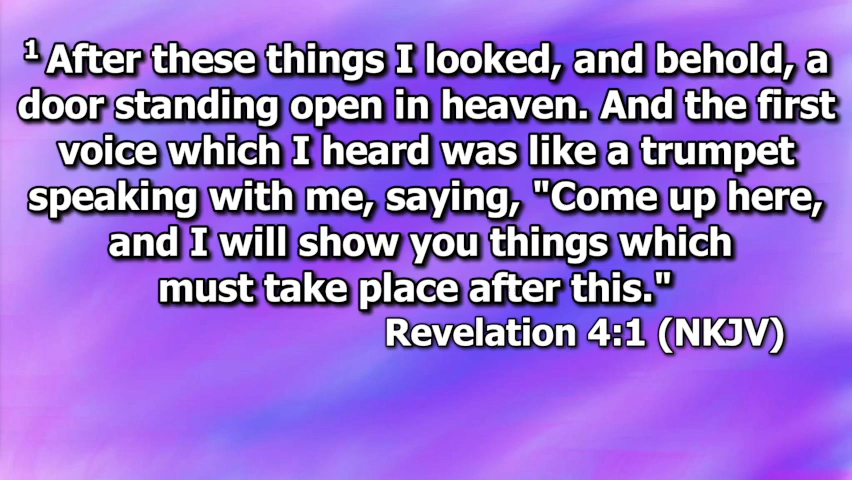 ¹ After these things I looked, and behold, a
door standing open in heaven. And the first
voice which I heard was like a trumpet
speaking with me, saying, "Come up here,
and I will show you things which
must take place after this."
Revelation 4:1 (NKJV)